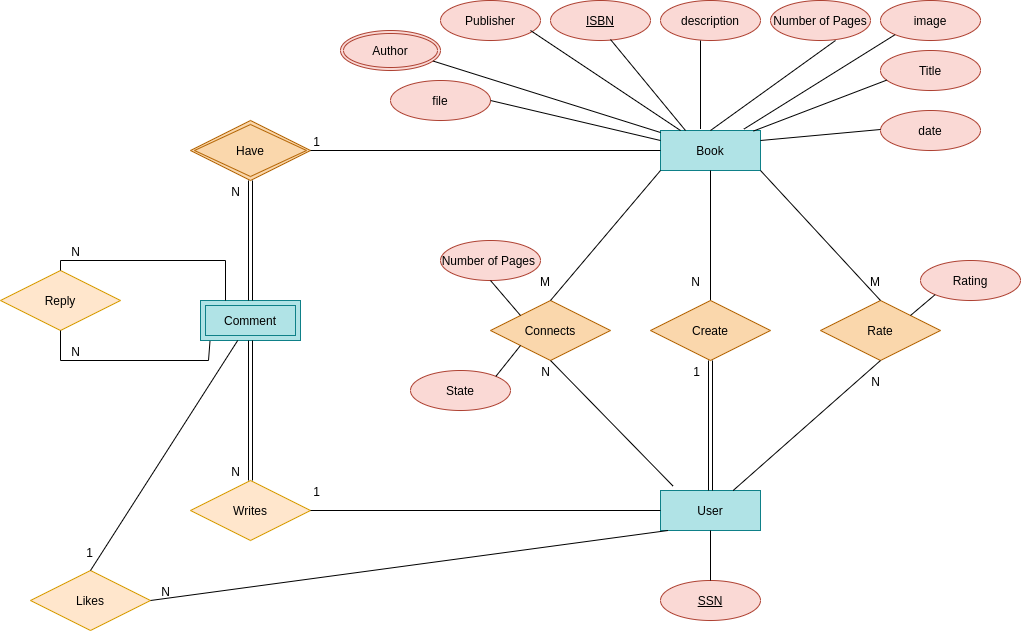 Publisher
ISBN
description
Number of Pages
image
Author
Title
file
date
Have
1
Book
N
N
Number of Pages
M
N
M
Rating
Reply
Comment
Connects
Create
Rate
N
1
N
N
State
N
1
Writes
User
1
N
Likes
SSN